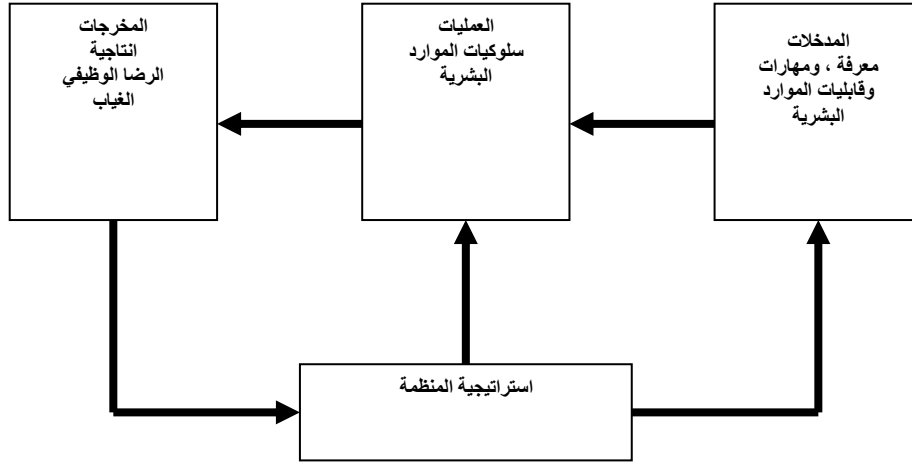 المدخلات
معرفة ، ومهارات
وقابليات الموارد
البشرية
العمليات
سلوكيات الموارد
البشرية
المخرجات
انتاجية
الرضا الوظيفي
الغياب
استراتيجية المنظمة